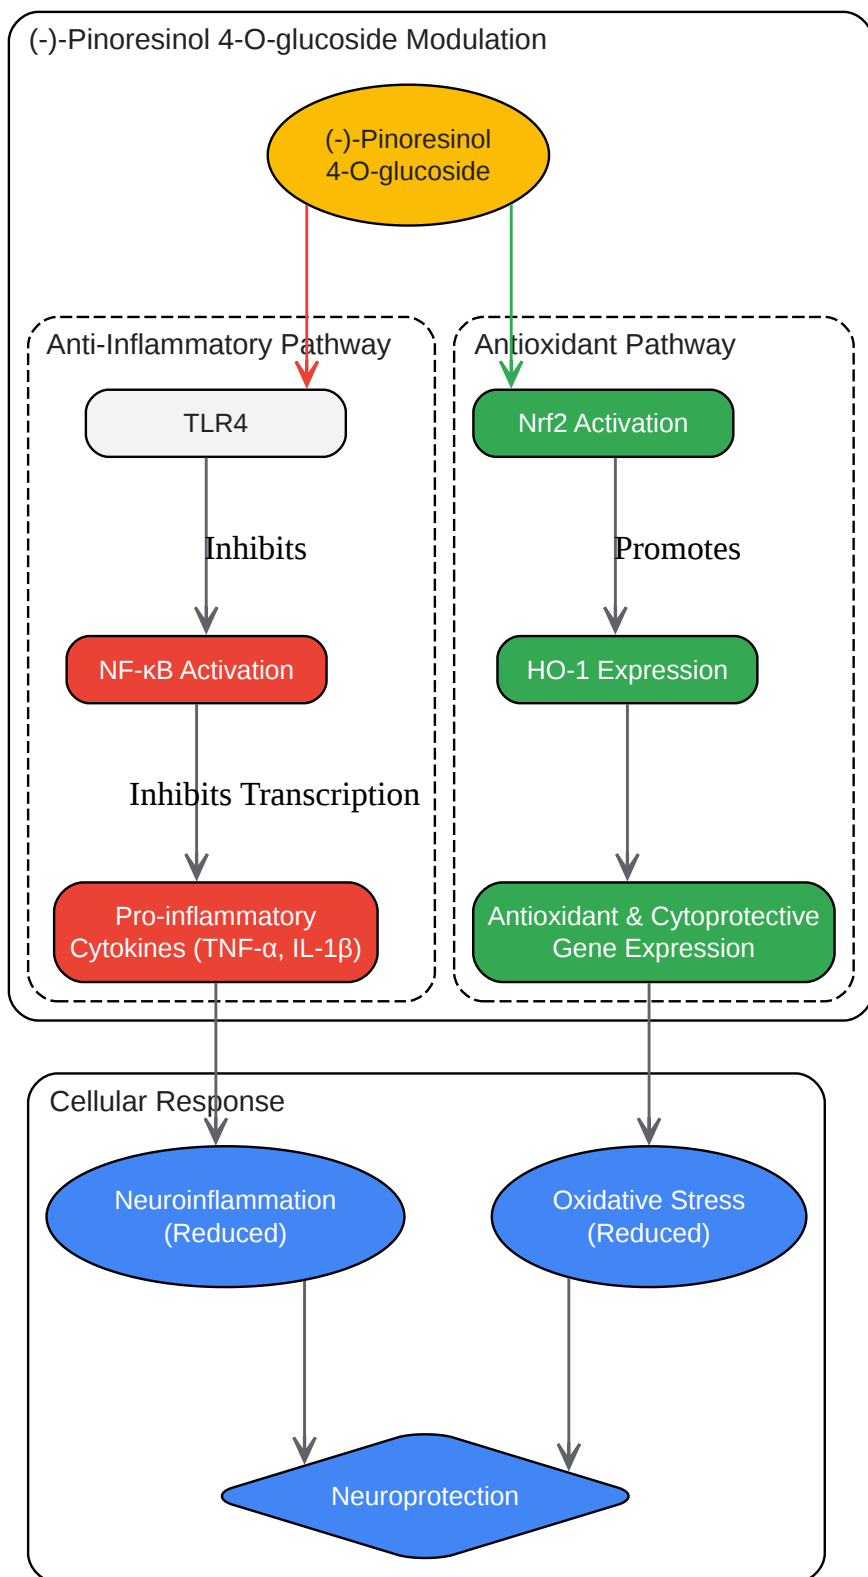 (-)-Pinoresinol 4-O-glucoside Modulation
(-)-Pinoresinol
4-O-glucoside
Anti-Inflammatory Pathway
Antioxidant Pathway
TLR4
Nrf2 Activation
Inhibits
Promotes
NF-κB Activation
HO-1 Expression
Inhibits Transcription
Pro-inflammatory
Cytokines (TNF-α, IL-1β)
Antioxidant & Cytoprotective
Gene Expression
Cellular Response
Neuroinflammation
(Reduced)
Oxidative Stress
(Reduced)
Neuroprotection